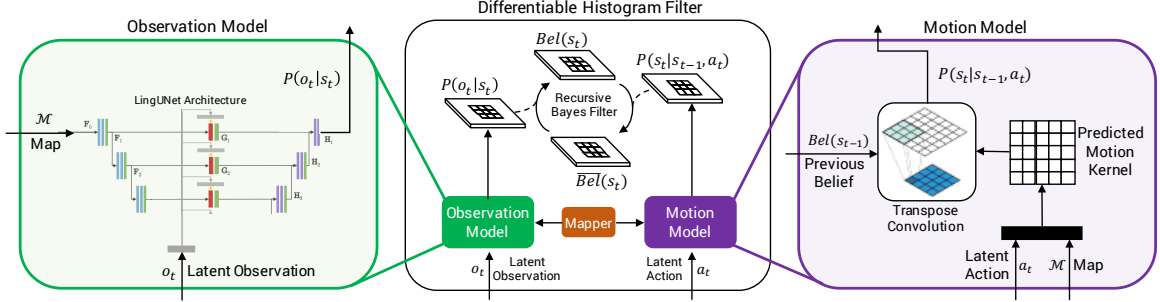 Observation Model
P(o_t|s_t)
LingUNet Architecture
ℳ
Map
F_0
F_1
F_2
G_1
G_2
H_1
H_2
H_3
o_t Latent Observation
Differentiable Histogram Filter
Bel(s_t)
P(o_t|s_t)
P(s_t|s_{t-1}, a_t)
Recursive
Bayes Filter
\overline{Bel}(s_t)
Observation
Model
Mapper
Motion
Model
o_t
Latent
Observation
Latent
Action
a_t
Motion Model
P(s_t|s_{t-1}, a_t)
Bel(s_{t-1})
Previous
Belief
Transpose
Convolution
Predicted
Motion
Kernel
Latent
Action
a_t
ℳ Map